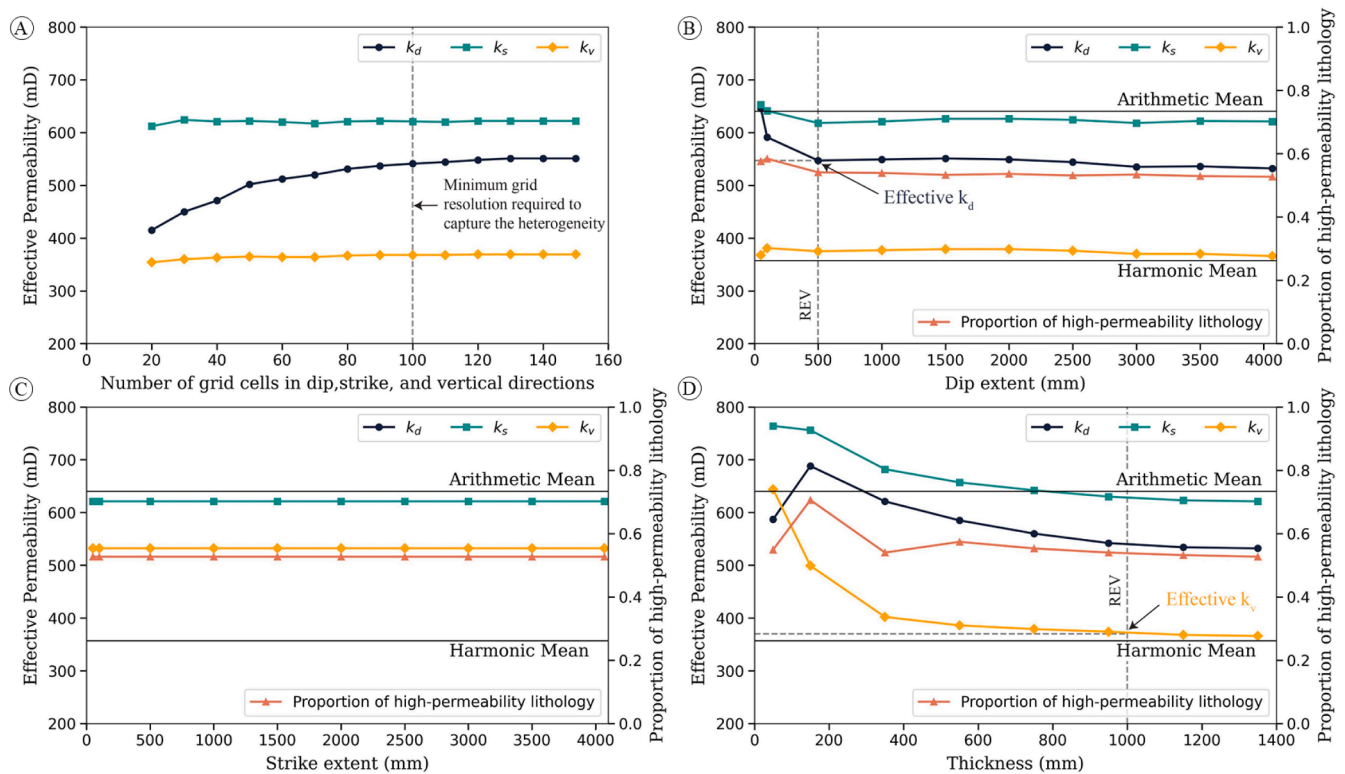 A
800
700
600
500
400
300
200
Effective Permeability (mD)
k_d k_s k_v
Minimum grid
resolution required to
capture the heterogeneity
0 20 40 60 80 100 120 140 160
Number of grid cells in dip,strike, and vertical directions
B
800
700
600
500
400
300
200
Effective Permeability (mD)
k_d k_s k_v
Arithmetic Mean
Effective k_d
Harmonic Mean
REV
Proportion of high-permeability lithology
1.0
0.8
0.6
0.4
0.2
0.0
Proportion of high-permeability lithology
0 500 1000 1500 2000 2500 3000 3500 4000
Dip extent (mm)
C
800
700
600
500
400
300
200
Effective Permeability (mD)
k_d k_s k_v
Arithmetic Mean
Harmonic Mean
Proportion of high-permeability lithology
1.0
0.8
0.6
0.4
0.2
0.0
Proportion of high-permeability lithology
0 500 1000 1500 2000 2500 3000 3500 4000
Strike extent (mm)
D
800
700
600
500
400
300
200
Effective Permeability (mD)
k_d k_s k_v
Arithmetic Mean
REV
Effective k_v
Harmonic Mean
Proportion of high-permeability lithology
1.0
0.8
0.6
0.4
0.2
0.0
Proportion of high-permeability lithology
0 200 400 600 800 1000 1200 1400
Thickness (mm)